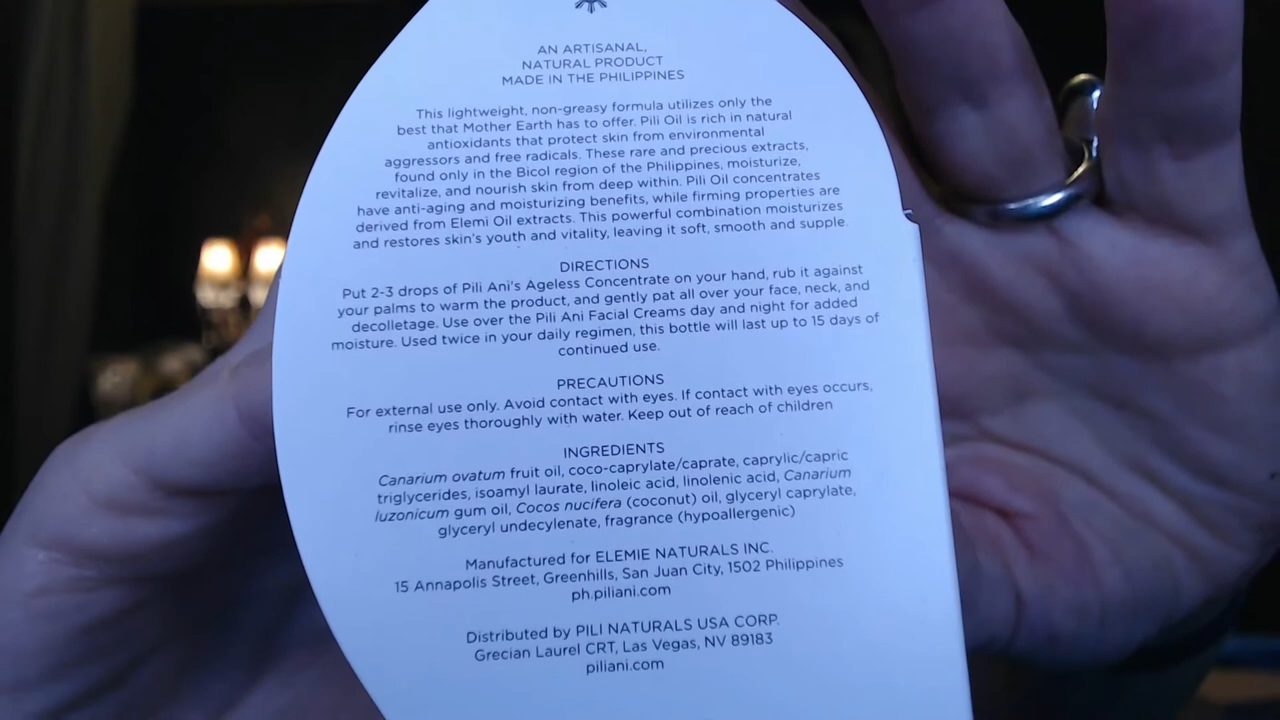 AN ARTISANAL,
NATURAL PRODUCT
MADE IN THE PHILIPPINES
This lightweight, non-greasy formula utilizes only the
best that Mother Earth has to offer. Pili Oil is rich in natural
antioxidants that protect skin from environmental
aggressors and free radicals. These rare and precious extracts,
found only in the Bicol region of the Philippines, moisturize,
revitalize, and nourish skin from deep within. Pili Oil concentrates
have anti-aging and moisturizing benefits, while firming properties are
derived from Elemi Oil extracts. This powerful combination moisturizes
and restores skin's youth and vitality, leaving it soft, smooth and supple.
DIRECTIONS
Put 2-3 drops of Pili Ani's Ageless Concentrate on your hand, rub it against
your palms to warm the product, and gently pat all over your face, neck, and
decolletage. Use over the Pili Ani Facial Creams day and night for added
moisture. Used twice in your daily regimen, this bottle will last up to 15 days of
continued use.
PRECAUTIONS
For external use only. Avoid contact with eyes. If contact with eyes occurs,
rinse eyes thoroughly with water. Keep out of reach of children
INGREDIENTS
Canarium ovatum fruit oil, coco-caprylate/caprate, caprylic/capric
triglycerides, isoamyl laurate, linoleic acid, linolenic acid, Canarium
luzonicum gum oil, Cocos nucifera (coconut) oil, glyceryl caprylate,
glyceryl undecylenate, fragrance (hypoallergenic)
Manufactured for ELEMIE NATURALS INC.
15 Annapolis Street, Greenhills, San Juan City, 1502 Philippines
ph.piliani.com
Distributed by PILI NATURALS USA CORP.
Grecian Laurel CRT, Las Vegas, NV 89183
piliani.com